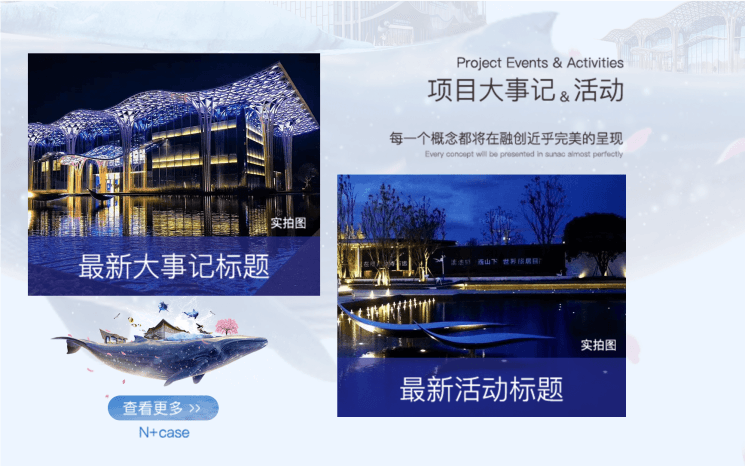 Project Events & Activities
项目大事记&活动
每一个概念都将在融创近乎完美的呈现
Every concept will be presented in sunac almost perfectly
实拍图
最新大事记标题
实拍图
最新活动标题
查看更多 >>
N+case